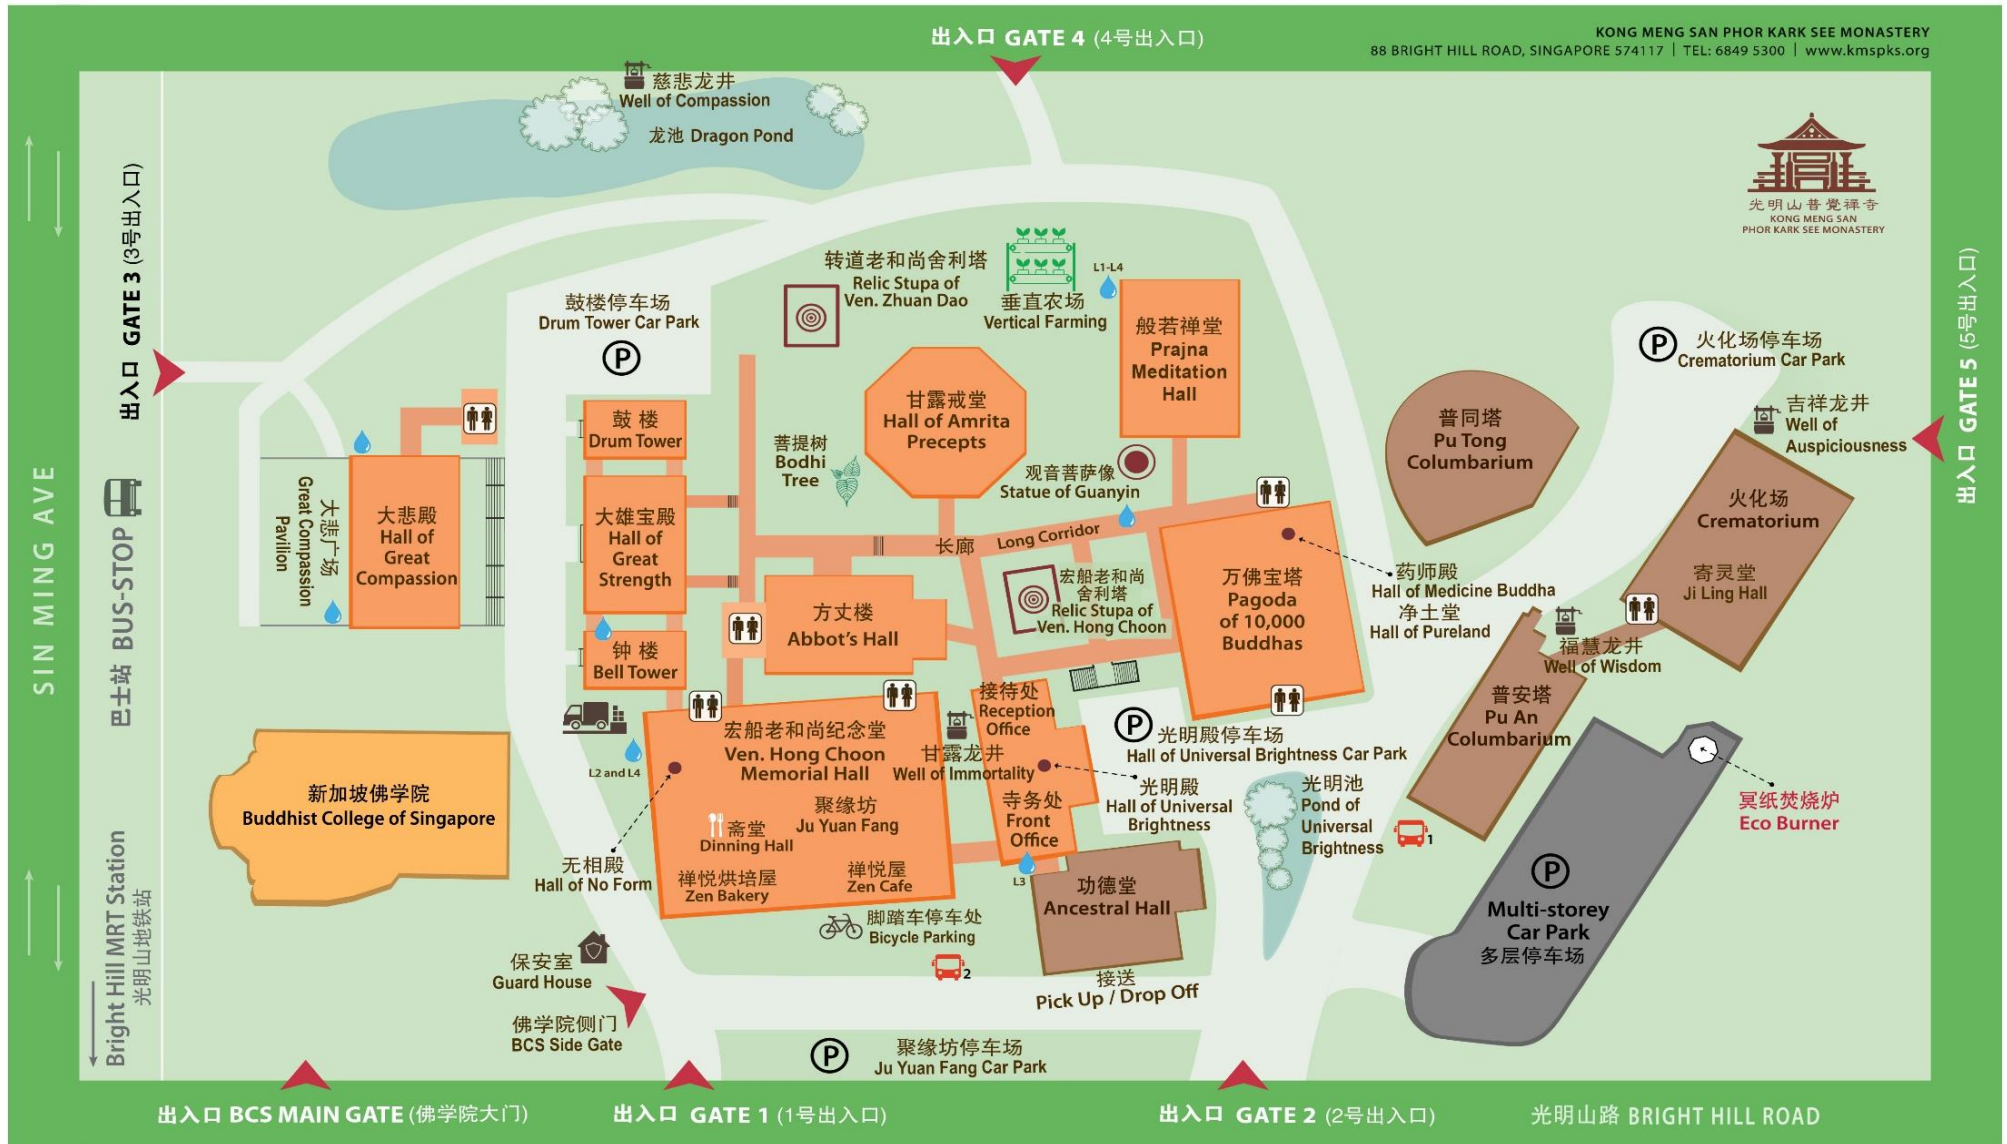 出入口 GATE 4 (4号出入口)
KONG MENG SAN PHOR KARK SEE MONASTERY
88 BRIGHT HILL ROAD, SINGAPORE 574117 | TEL: 6849 5300 | www.kmspks.org
慈悲龙井
Well of Compassion
龙池 Dragon Pond
光明山普覺禪寺
KONG MENG SAN
PHOR KARK SEE MONASTERY
出入口 GATE 3 (3号出入口)
SIN MING AVE
巴士站 BUS-STOP
Bright Hill MRT Station
光明山地铁站
出入口 GATE 5 (5号出入口)
转道老和尚舍利塔
Relic Stupa of
Ven. Zhuan Dao
垂直农场
Vertical Farming
L1-L4
鼓楼停车场
Drum Tower Car Park
P
般若禅堂
Prajna
Meditation
Hall
P
火化场停车场
Crematorium Car Park
甘露戒堂
Hall of Amrita
Precepts
鼓 楼
Drum Tower
菩提树
Bodhi
Tree
观音菩萨像
Statue of Guanyin
普同塔
Pu Tong
Columbarium
吉祥龙井
Well of
Auspiciousness
大悲广场
Great Compassion
Pavilion
大悲殿
Hall of
Great
Compassion
大雄宝殿
Hall of
Great
Strength
长廊 Long Corridor
火化场
Crematorium
寄灵堂
Ji Ling Hall
宏船老和尚
舍利塔
Relic Stupa of
Ven. Hong Choon
万佛宝塔
Pagoda
of 10,000
Buddhas
药师殿
Hall of Medicine Buddha
净土堂
Hall of Pureland
方丈楼
Abbot's Hall
钟 楼
Bell Tower
福慧龙井
Well of Wisdom
普安塔
Pu An
Columbarium
接待处
Reception
Office
宏船老和尚纪念堂
Ven. Hong Choon
Memorial Hall
甘露龙井
Well of Immortality
P
光明殿停车场
Hall of Universal Brightness Car Park
L2 and L4
新加坡佛学院
Buddhist College of Singapore
聚缘坊
Ju Yuan Fang
寺务处
Front
Office
光明殿
Hall of Universal
Brightness
光明池
Pond of
Universal
Brightness
1
冥纸焚烧炉
Eco Burner
斋堂
Dinning Hall
无相殿
Hall of No Form
禅悦烘培屋
Zen Bakery
禅悦屋
Zen Cafe
L3
功德堂
Ancestral Hall
P
Multi-storey
Car Park
多层停车场
脚踏车停车处
Bicycle Parking
2
保安室
Guard House
接送
Pick Up / Drop Off
佛学院侧门
BCS Side Gate
P
聚缘坊停车场
Ju Yuan Fang Car Park
出入口 BCS MAIN GATE (佛学院大门)
出入口 GATE 1 (1号出入口)
出入口 GATE 2 (2号出入口)
光明山路 BRIGHT HILL ROAD